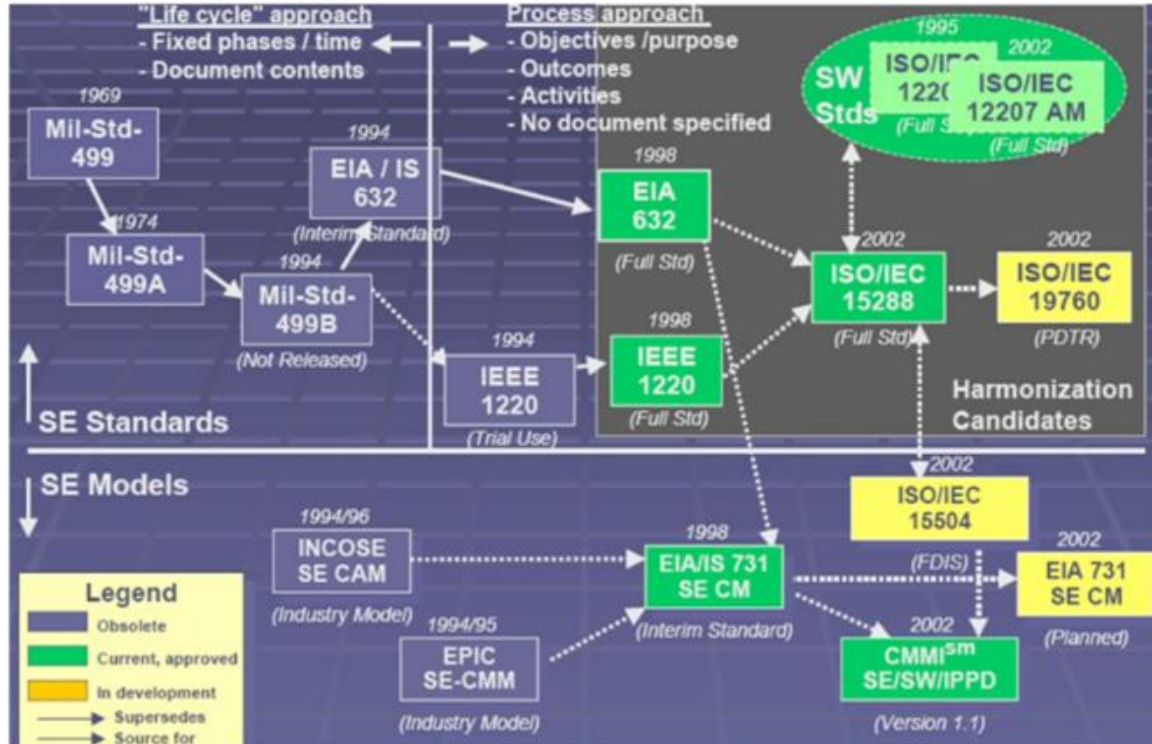 "Life cycle" approach
- Fixed phases / time
- Document contents
Process approach
- Objectives /purpose
- Outcomes
- Activities
- No document specified
1969
Mil-Std-
499
1974
Mil-Std-
499A
1994
Mil-Std-
499B
(Not Released)
1994
EIA / IS
632
(Interim Standard
1994
IEEE
1220
(Trial Use)
1998
EIA
632
(Full Std)
1998
IEEE
1220
(Full Std)
SW
Stds
1995
ISO/IEC
1220
(Full S
2002
ISO/IEC
12207 AM
(Full Std)
2002
ISO/IEC
15288
(Full Std)
2002
ISO/IEC
19760
(PDTR)
Harmonization
Candidates
SE Standards
SE Models
1994/96
INCOSE
SE CAM
(Industry Model)
1994/95
EPIC
SE-CMM
(Industry Model)
1998
EIA/IS 731
SE CM
(Interim Standard)
2002
ISO/IEC
15504
(FDIS)
2002
EIA 731
SE CM
(Planned)
2002
CMMIsm
SE/SW/IPPD
(Version 1.1)
Legend
Obsolete
Current, approved
In development
Supersedes
Source for